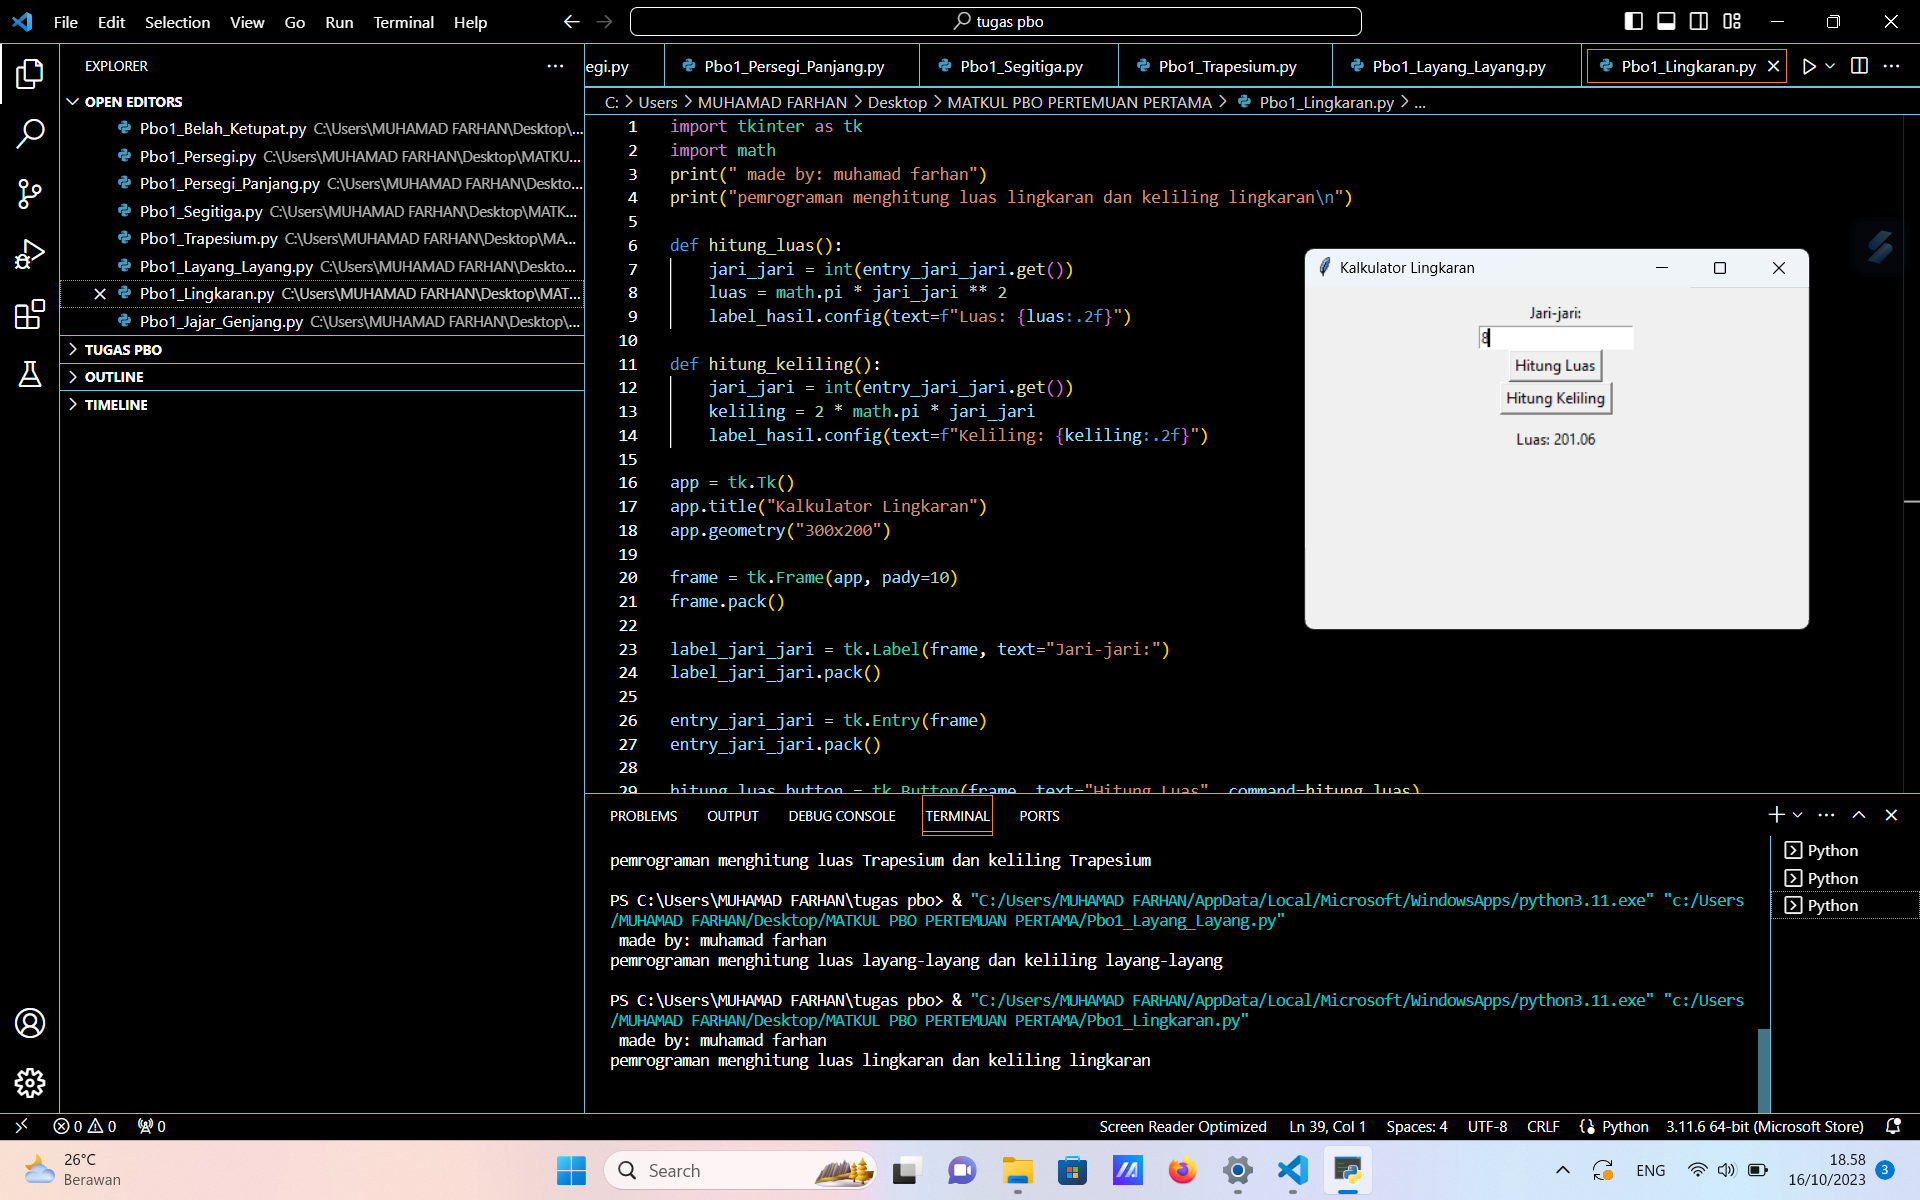 File Edit Selection View Go Run Terminal Help
tugas pbo
EXPLORER
OPEN EDITORS
Pbo1_Belah_Ketupat.py C:\Users\MUHAMAD FARHAN\Desktop\...
Pbo1_Persegi.py C:\Users\MUHAMAD FARHAN\Desktop\MATKU...
Pbo1_Persegi_Panjang.py C:\Users\MUHAMAD FARHAN\Deskto...
Pbo1_Segitiga.py C:\Users\MUHAMAD FARHAN\Desktop\MATK...
Pbo1_Trapesium.py C:\Users\MUHAMAD FARHAN\Desktop\MA...
Pbo1_Layang_Layang.py C:\Users\MUHAMAD FARHAN\Deskto...
Pbo1_Lingkaran.py C:\Users\MUHAMAD FARHAN\Desktop\MAT...
Pbo1_Jajar_Genjang.py C:\Users\MUHAMAD FARHAN\Desktop\...
TUGAS PBO
OUTLINE
TIMELINE
egi.py Pbo1_Persegi_Panjang.py Pbo1_Segitiga.py Pbo1_Trapesium.py Pbo1_Layang_Layang.py Pbo1_Lingkaran.py
C: > Users > MUHAMAD FARHAN > Desktop > MATKUL PBO PERTEMUAN PERTAMA > Pbo1_Lingkaran.py > ...
1 import tkinter as tk
2 import math
3 print(" made by: muhamad farhan")
4 print("pemrograman menghitung luas lingkaran dan keliling lingkaran\n")
5
6 def hitung_luas():
7 jari_jari = int(entry_jari_jari.get())
8 luas = math.pi * jari_jari ** 2
9 label_hasil.config(text=f"Luas: {luas:.2f}")
10
11 def hitung_keliling():
12 jari_jari = int(entry_jari_jari.get())
13 keliling = 2 * math.pi * jari_jari
14 label_hasil.config(text=f"Keliling: {keliling:.2f}")
15
16 app = tk.Tk()
17 app.title("Kalkulator Lingkaran")
18 app.geometry("300x200")
19
20 frame = tk.Frame(app, pady=10)
21 frame.pack()
22
23 label_jari_jari = tk.Label(frame, text="Jari-jari:")
24 label_jari_jari.pack()
25
26 entry_jari_jari = tk.Entry(frame)
27 entry_jari_jari.pack()
28
29 hitung_luas_button = tk.Button(frame, text="Hitung Luas", command=hitung_luas)
Kalkulator Lingkaran
Jari-jari:
8
Hitung Luas
Hitung Keliling
Luas: 201.06
PROBLEMS OUTPUT DEBUG CONSOLE TERMINAL PORTS
pemrograman menghitung luas Trapesium dan keliling Trapesium
PS C:\Users\MUHAMAD FARHAN\tugas pbo> & "C:/Users/MUHAMAD FARHAN/AppData/Local/Microsoft/WindowsApps/python3.11.exe" "c:/Users
/MUHAMAD FARHAN/Desktop/MATKUL PBO PERTEMUAN PERTAMA/Pbo1_Layang_Layang.py"
made by: muhamad farhan
pemrograman menghitung luas layang-layang dan keliling layang-layang
PS C:\Users\MUHAMAD FARHAN\tugas pbo> & "C:/Users/MUHAMAD FARHAN/AppData/Local/Microsoft/WindowsApps/python3.11.exe" "c:/Users
/MUHAMAD FARHAN/Desktop/MATKUL PBO PERTEMUAN PERTAMA/Pbo1_Lingkaran.py"
made by: muhamad farhan
pemrograman menghitung luas lingkaran dan keliling lingkaran
Python
Python
Python
0 0 0
Screen Reader Optimized Ln 39, Col 1 Spaces: 4 UTF-8 CRLF Python 3.11.6 64-bit (Microsoft Store)
26°C
Berawan
Search
ENG
18.58
16/10/2023
3